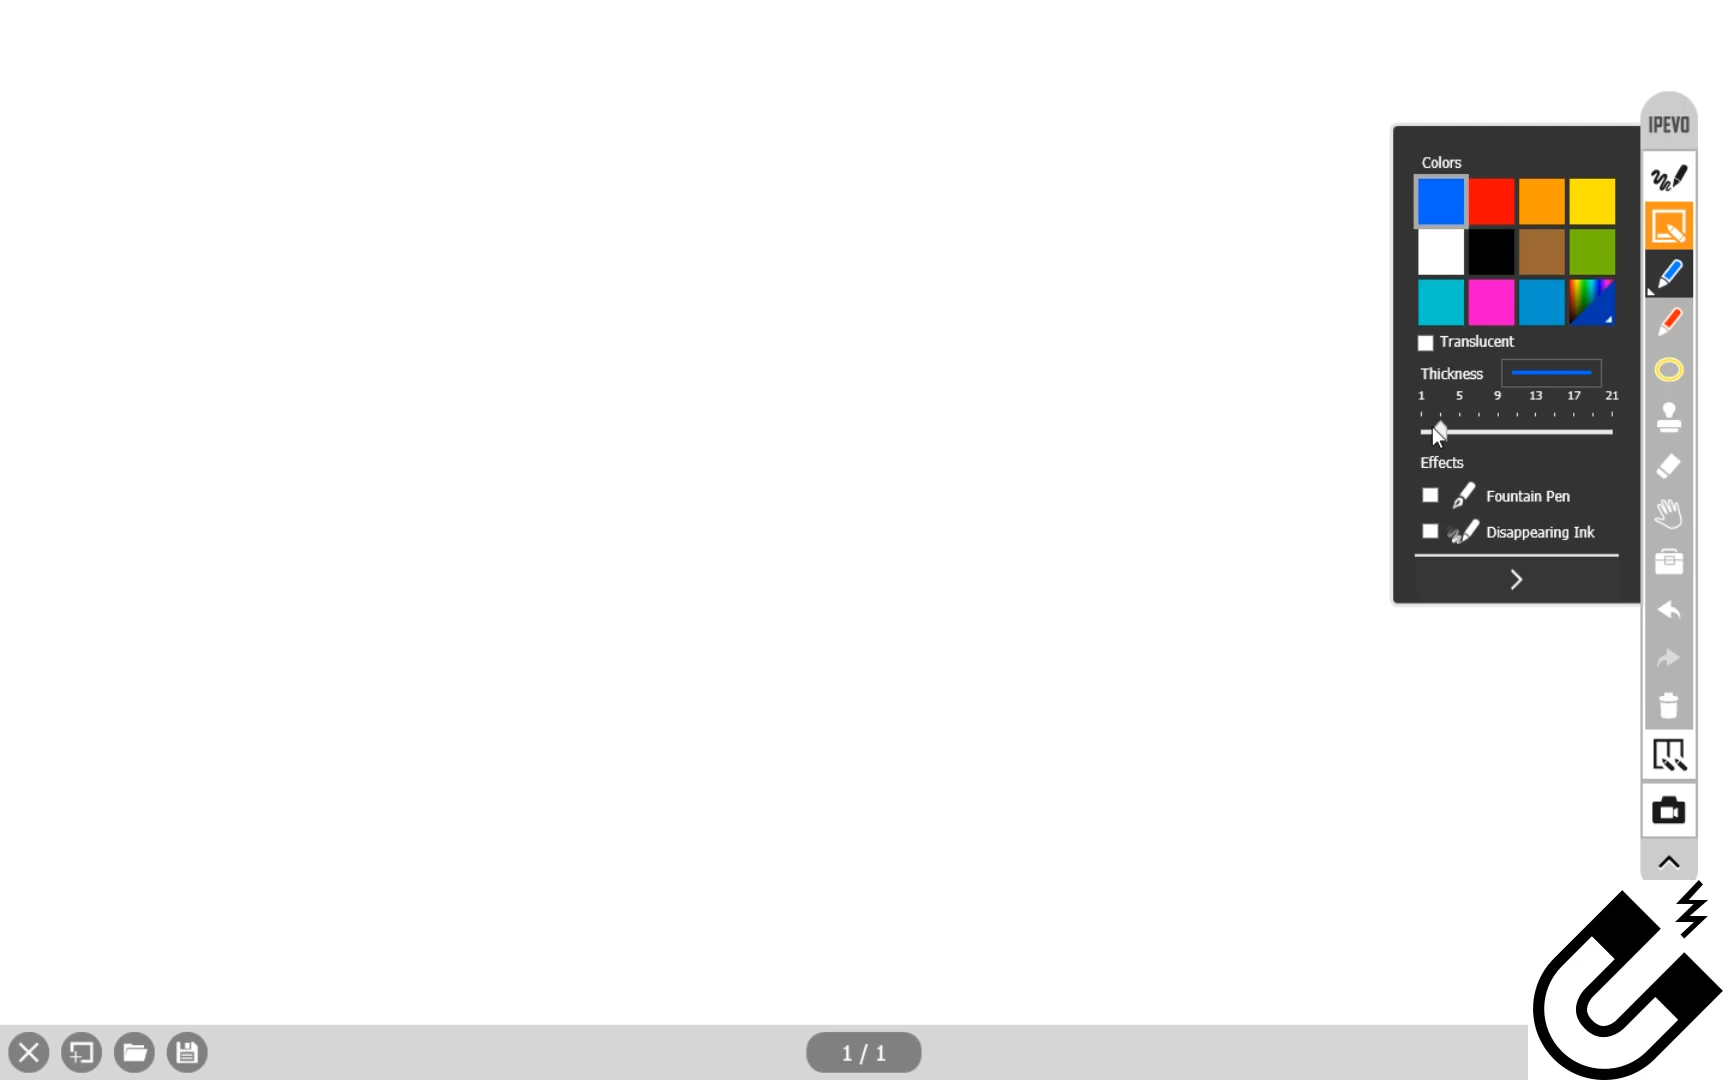 IPEVO
Colors
Translucent
Thickness
1 5 9 13 17 21
Effects
Fountain Pen
Disappearing Ink
1 / 1